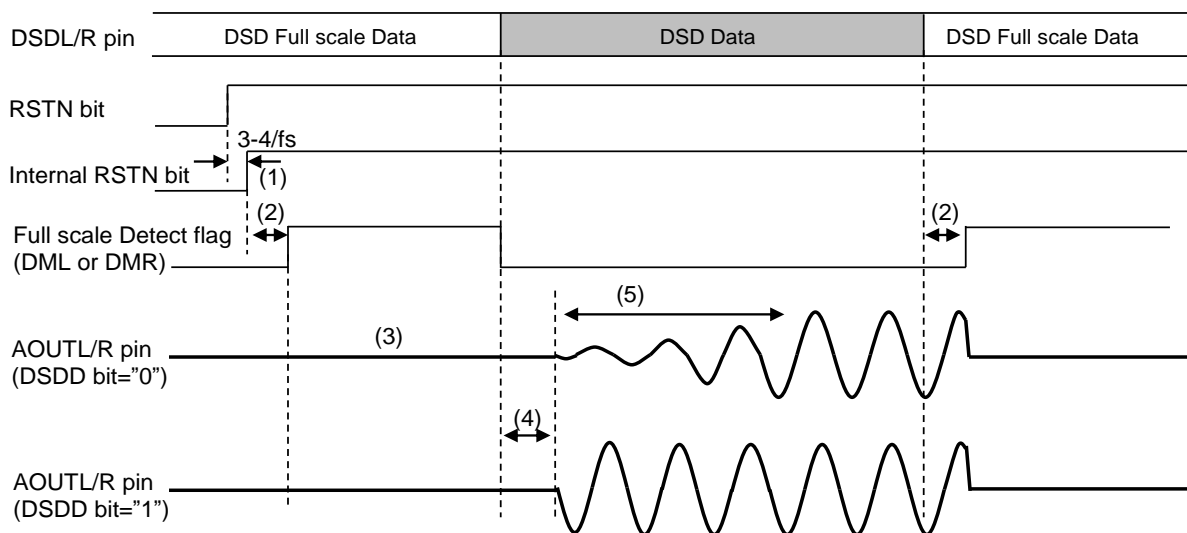 DSDL/R pin
DSD Full scale Data
DSD Data
DSD Full scale Data
RSTN bit
3-4/fs
Internal RSTN bit
(1)
(2)
(2)
Full scale Detect flag
(DML or DMR)
(5)
(3)
AOUTL/R pin
(DSDD bit=”0”)
(4)
AOUTL/R pin
(DSDD bit=”1”)